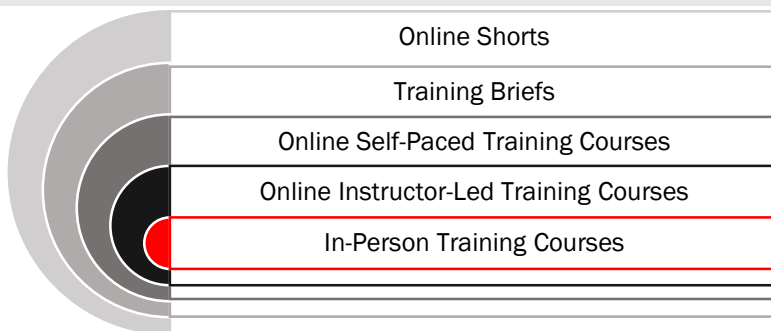 Online Shorts
Training Briefs
Online Self-Paced Training Courses
Online Instructor-Led Training Courses
In-Person Training Courses